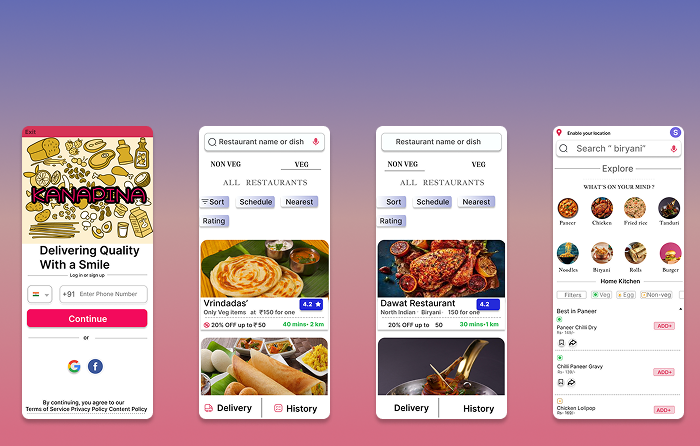 Exit
KANADINA
Delivering Quality
With a Smile
Log in or sign up
+91 Enter Phone Number
Continue
or
G f
By continuing, you agree to our
Terms of Service Privacy Policy Content Policy
Restaurant name or dish
NON VEG VEG
ALL RESTAURANTS
Sort Schedule Nearest
Rating
Vrindadas' 4.2 ★
Only Veg items at ₹150 for one
20% OFF up to ₹ 50 40 mins- 2 km
Delivery History
Restaurant name or dish
NON VEG VEG
ALL RESTAURANTS
Sort Schedule Nearest
Rating
Dawat Restaurant 4.2
North Indian · Biryani · 150 for one
20% OFF up to 50 30 mins-1 km
Delivery History
Enable your location S
Search " biryani"
Explore
WHAT'S ON YOUR MIND ?
Paneer Chicken Fried rice Tanduri
Noodles Biryani Rolls Burger
Home Kitchen
Filters Veg Egg Non-veg
Best in Paneer
Paneer Chilli Dry ADD+
Chilli Paneer Gravy ADD+
Rs- 139/-
Chicken Lolipop ADD+
Rs- 169/-